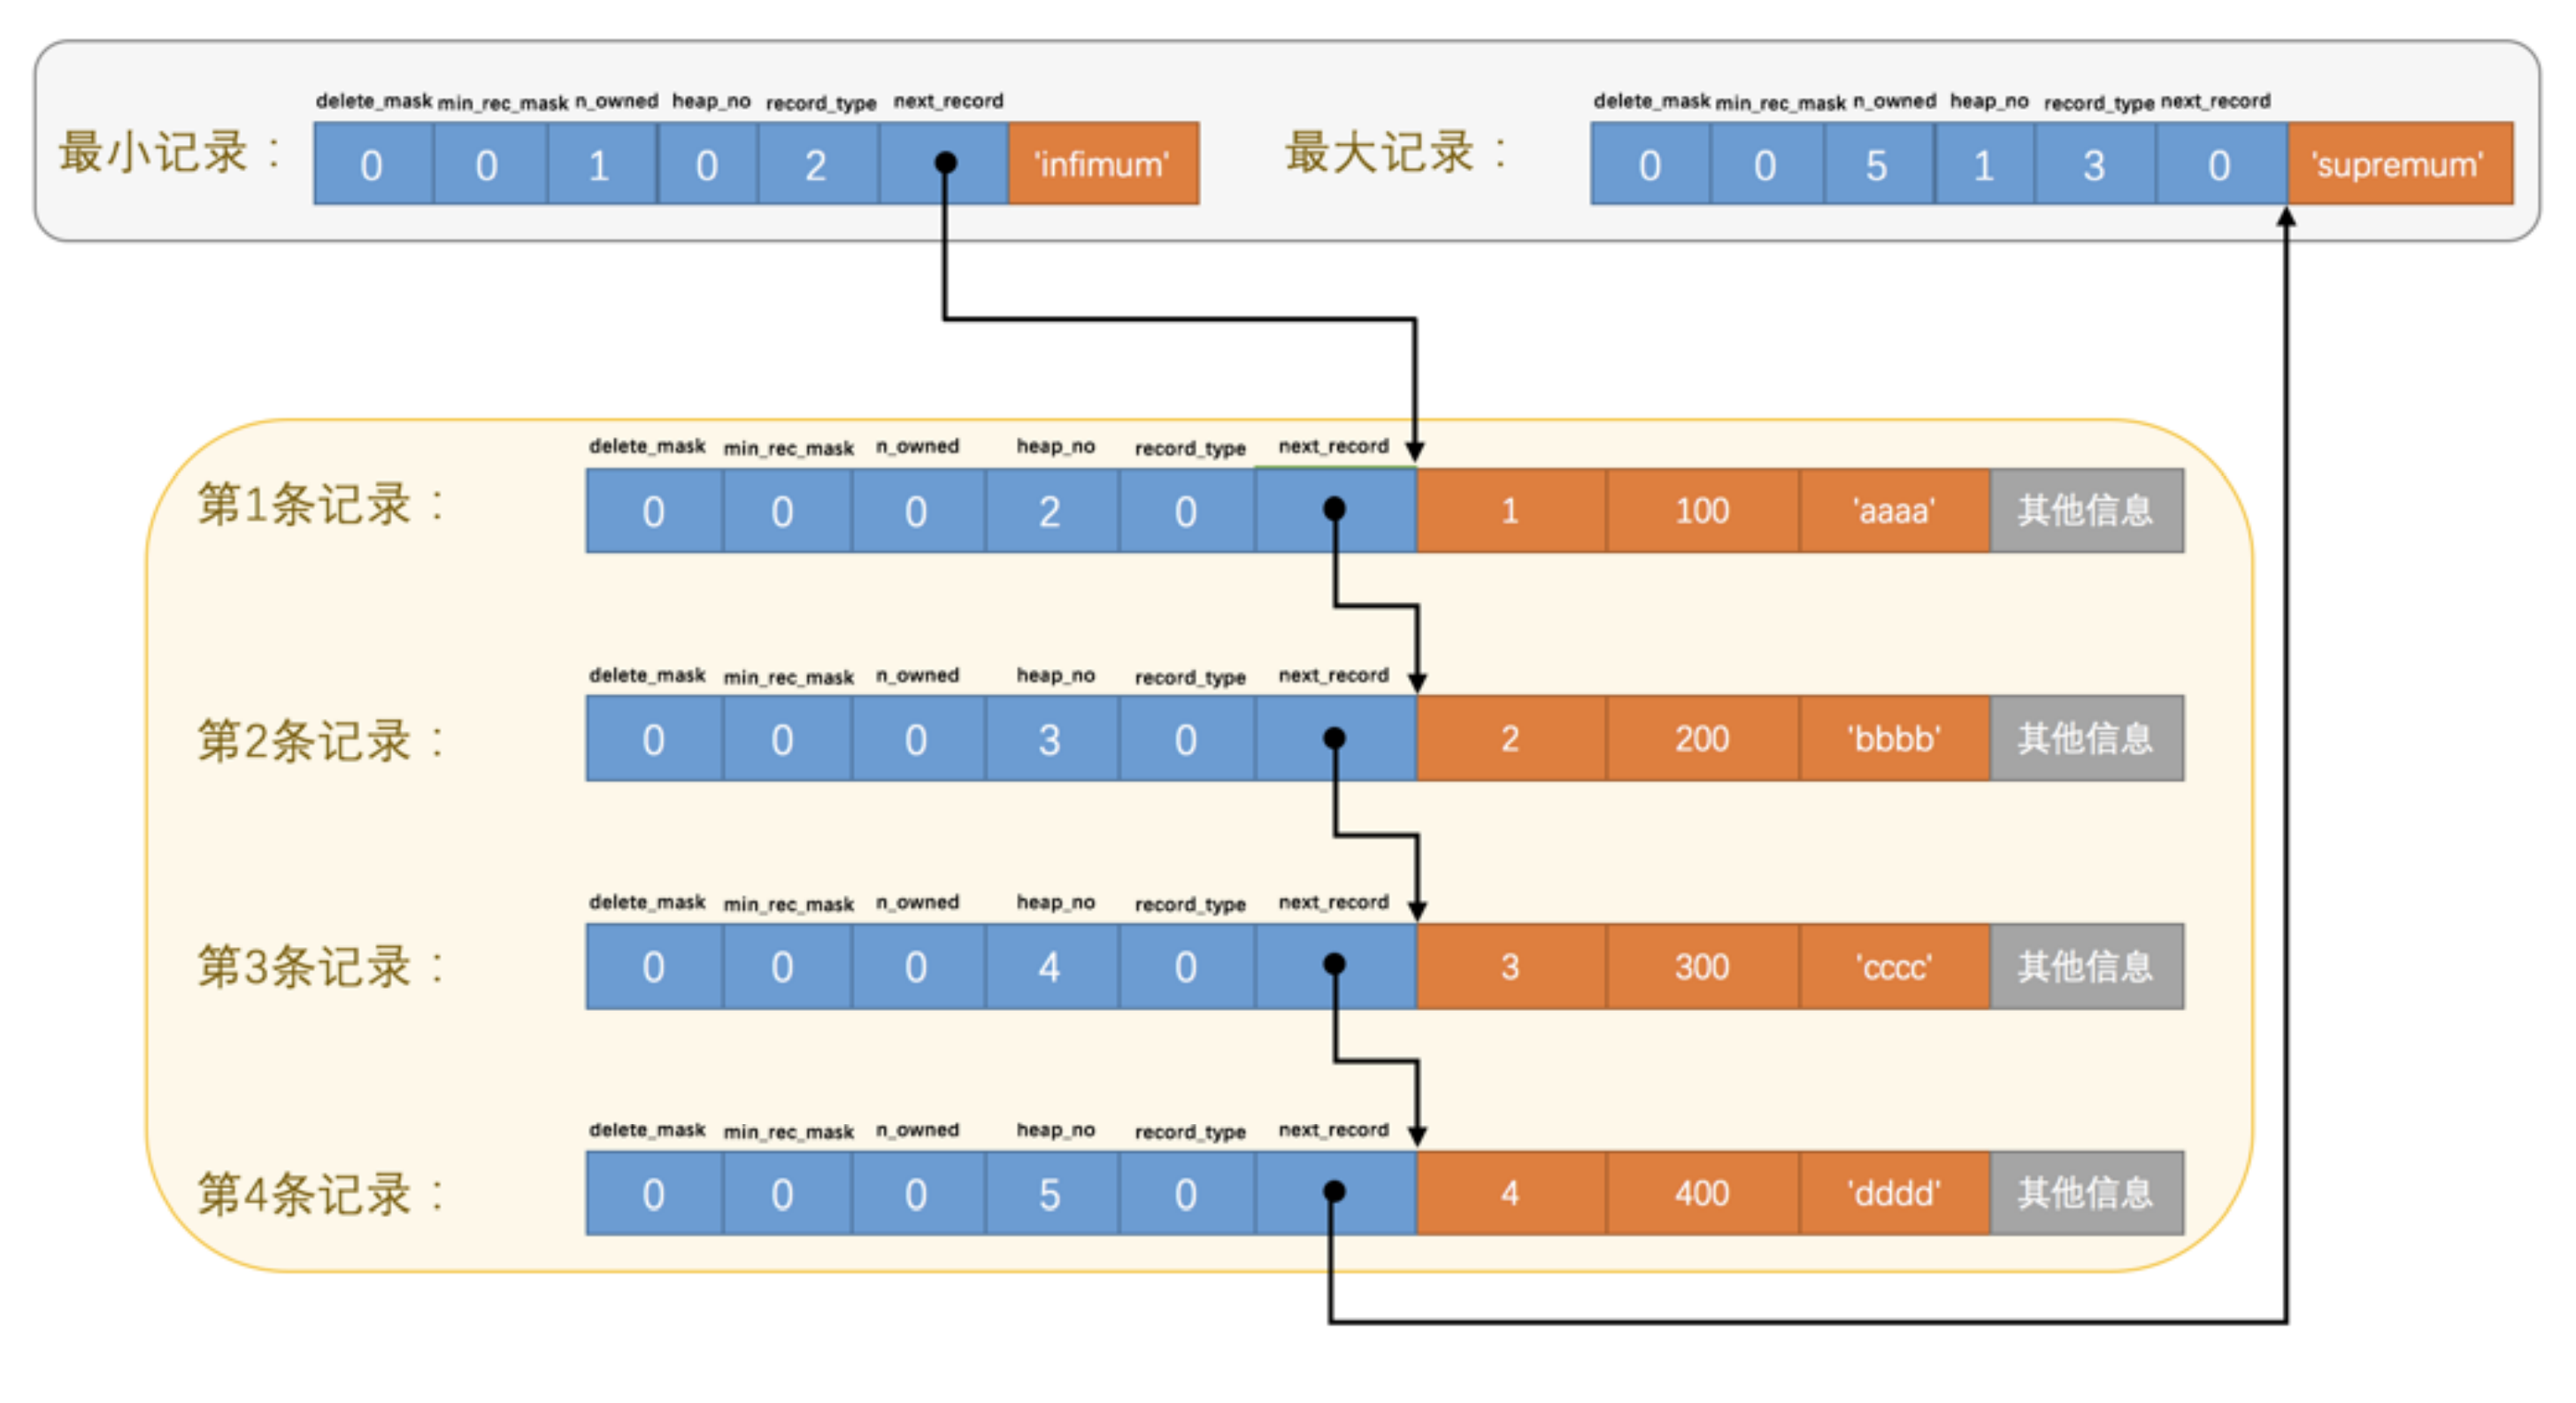 delete_mask min_rec_mask n_owned heap_no record_type next_record
最小记录： 0 0 1 0 2 'infimum'
delete_mask min_rec_mask n_owned heap_no record_type next_record
最大记录： 0 0 5 1 3 0 'supremum'
delete_mask min_rec_mask n_owned heap_no record_type next_record
第1条记录： 0 0 0 2 0 1 100 'aaaa' 其他信息
delete_mask min_rec_mask n_owned heap_no record_type next_record
第2条记录： 0 0 0 3 0 2 200 'bbbb' 其他信息
delete_mask min_rec_mask n_owned heap_no record_type next_record
第3条记录： 0 0 0 4 0 3 300 'cccc' 其他信息
delete_mask min_rec_mask n_owned heap_no record_type next_record
第4条记录： 0 0 0 5 0 4 400 'dddd' 其他信息